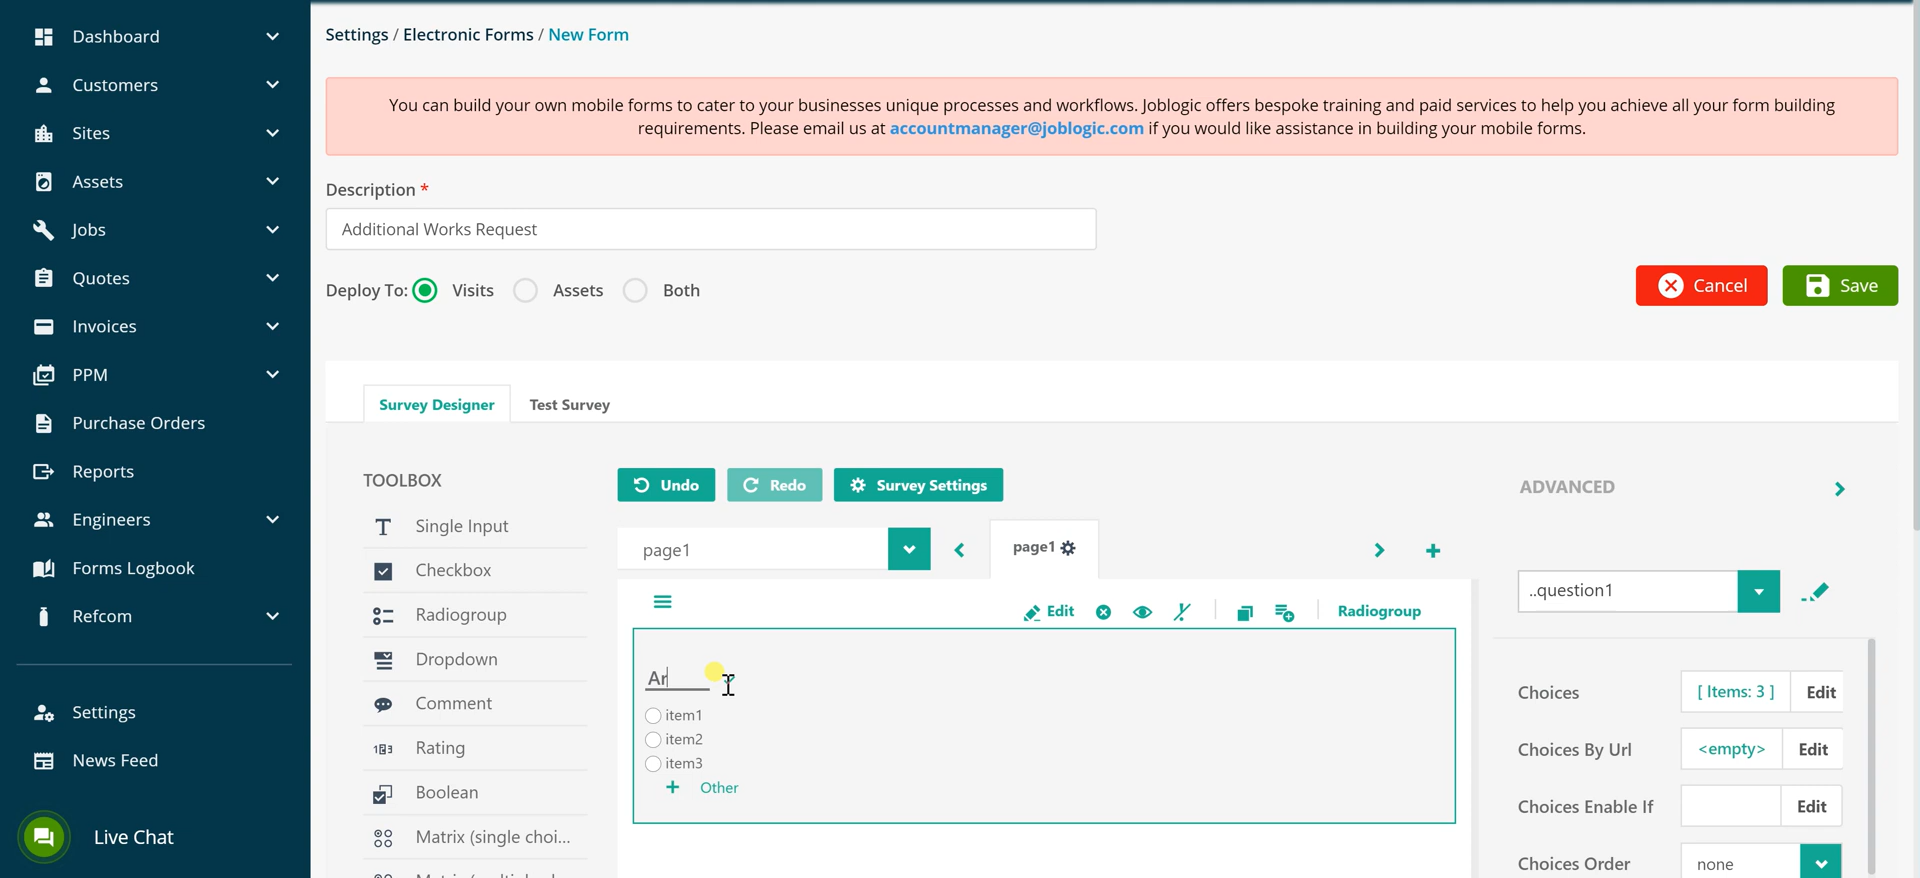 Dashboard
Customers
Sites
Assets
Jobs
Quotes
Invoices
PPM
Purchase Orders
Reports
Engineers
Forms Logbook
Refcom
Settings
News Feed
Live Chat
Settings / Electronic Forms / New Form
You can build your own mobile forms to cater to your businesses unique processes and workflows. Joblogic offers bespoke training and paid services to help you achieve all your form building
requirements. Please email us at accountmanager@joblogic.com if you would like assistance in building your mobile forms.
Description *
Additional Works Request
Deploy To: Visits Assets Both
Cancel Save
Survey Designer Test Survey
TOOLBOX
Single Input
Checkbox
Radiogroup
Dropdown
Comment
Rating
Boolean
Matrix (single choi...
Undo Redo Survey Settings
page1
page1
Edit Radiogroup
Ar
item1
item2
item3
+ Other
ADVANCED
..question1
Choices [ Items: 3 ] Edit
Choices By Url <empty> Edit
Choices Enable If Edit
Choices Order none